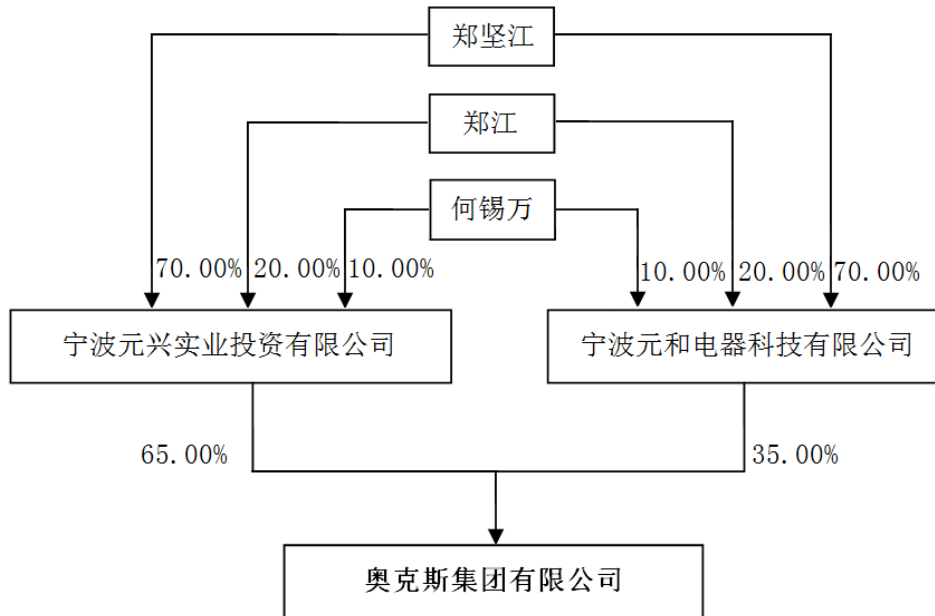 郑坚江
郑江
何锡万
70.00% 20.00% 10.00% 10.00% 20.00% 70.00%
宁波元兴实业投资有限公司 宁波元和电器科技有限公司
65.00% 35.00%
奥克斯集团有限公司